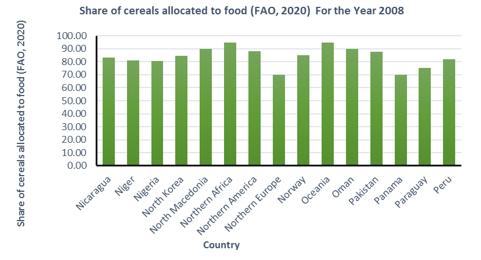 Share of cereals allocated to food (FAO, 2020)  For the Year 2008
Share of cereals allocated to food (FAO, 2020)
100.00
90.00
80.00
70.00
60.00
50.00
40.00
30.00
20.00
10.00
0.00
Nicaragua
Niger
Nigeria
North Korea
North Macedonia
Northern Africa
Northern America
Northern Europe
Norway
Oceania
Oman
Pakistan
Panama
Paraguay
Peru
Country